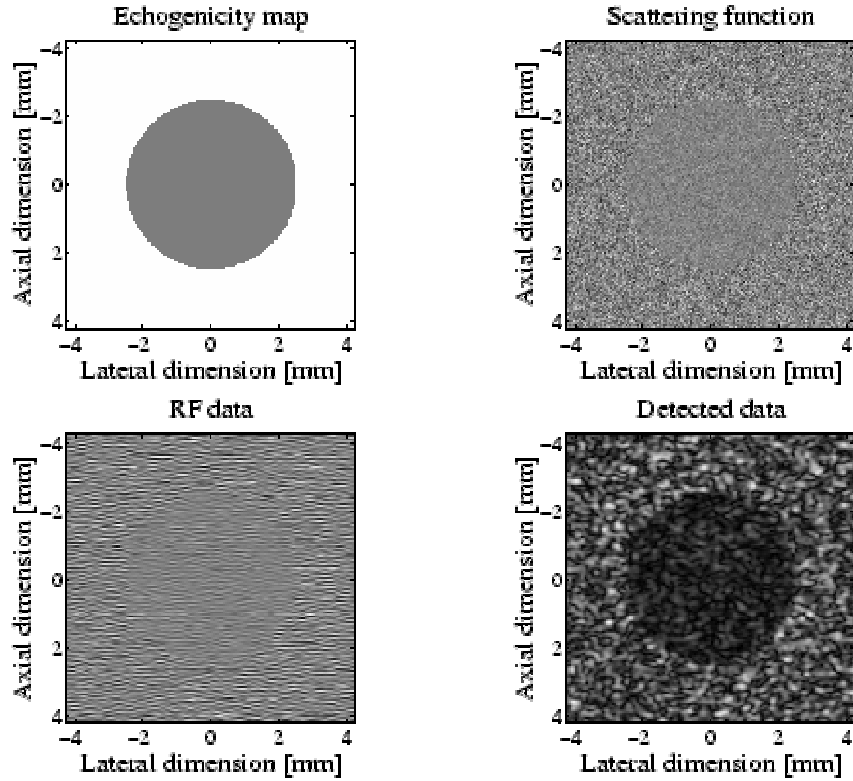 Echogenicity map
Axial dimension [mm]
−4
−2
0
2
4
−4 −2 0 2 4
Lateral dimension [mm]
Scattering function
Axial dimension [mm]
−4
−2
0
2
4
−4 −2 0 2 4
Lateral dimension [mm]
RF data
Axial dimension [mm]
−4
−2
0
2
4
−4 −2 0 2 4
Lateral dimension [mm]
Detected data
Axial dimension [mm]
−4
−2
0
2
4
−4 −2 0 2 4
Lateral dimension [mm]